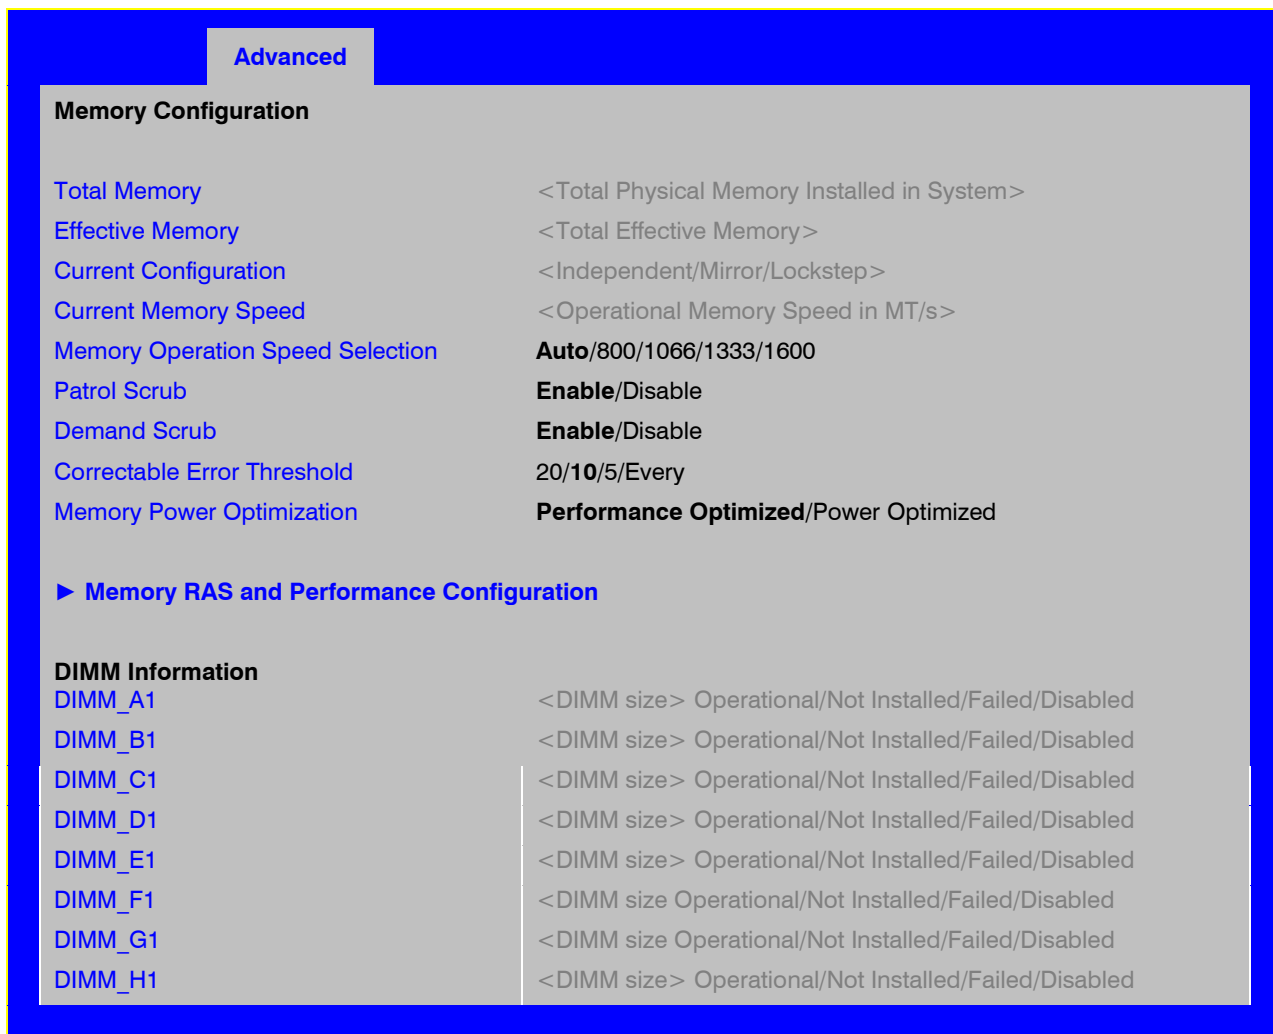 Advanced
Memory Configuration
Total Memory <Total Physical Memory Installed in System>
Effective Memory <Total Effective Memory>
Current Configuration <Independent/Mirror/Lockstep>
Current Memory Speed <Operational Memory Speed in MT/s>
Memory Operation Speed Selection Auto/800/1066/1333/1600
Patrol Scrub Enable/Disable
Demand Scrub Enable/Disable
Correctable Error Threshold 20/10/5/Every
Memory Power Optimization Performance Optimized/Power Optimized
► Memory RAS and Performance Configuration
DIMM Information
DIMM_A1 <DIMM size> Operational/Not Installed/Failed/Disabled
DIMM_B1 <DIMM size> Operational/Not Installed/Failed/Disabled
DIMM_C1 <DIMM size> Operational/Not Installed/Failed/Disabled
DIMM_D1 <DIMM size> Operational/Not Installed/Failed/Disabled
DIMM_E1 <DIMM size> Operational/Not Installed/Failed/Disabled
DIMM_F1 <DIMM size Operational/Not Installed/Failed/Disabled
DIMM_G1 <DIMM size Operational/Not Installed/Failed/Disabled
DIMM_H1 <DIMM size> Operational/Not Installed/Failed/Disabled